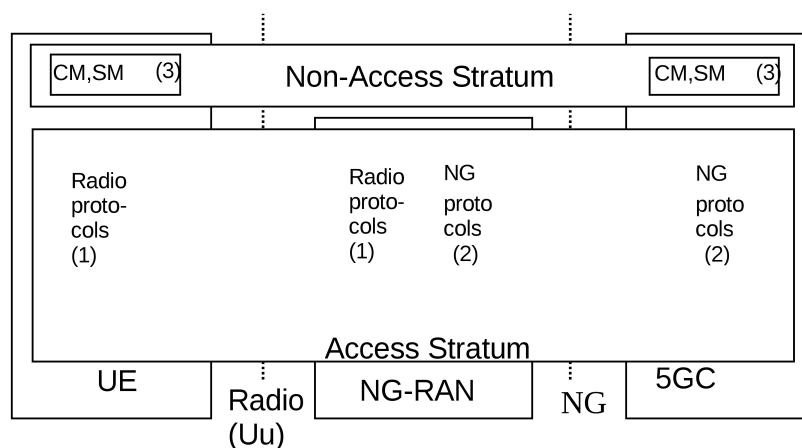 CM,SM (3)
Non-Access Stratum
CM,SM (3)
Radio
proto-
cols
(1)
Radio
proto-
cols
(1)
NG
proto
cols
(2)
NG
proto
cols
(2)
Access Stratum
UE
Radio
(Uu)
NG-RAN
NG
5GC